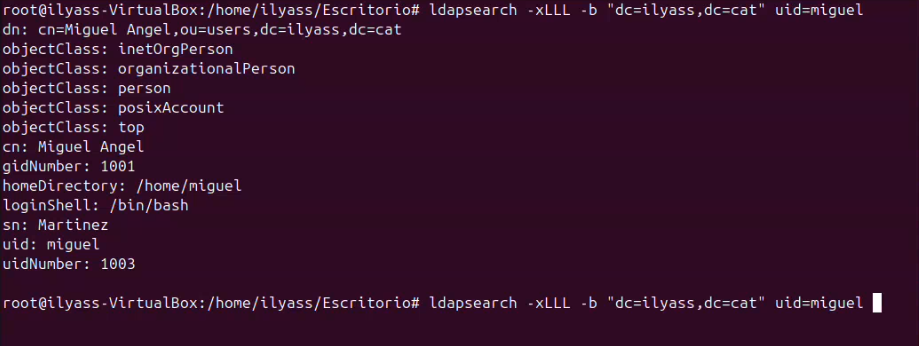 root@ilyass-VirtualBox:/home/ilyass/Escritorio# ldapsearch -xLLL -b "dc=ilyass,dc=cat" uid=miguel
dn: cn=Miguel Angel,ou=users,dc=ilyass,dc=cat
objectClass: inetOrgPerson
objectClass: organizationalPerson
objectClass: person
objectClass: posixAccount
objectClass: top
cn: Miguel Angel
gidNumber: 1001
homeDirectory: /home/miguel
loginShell: /bin/bash
sn: Martinez
uid: miguel
uidNumber: 1003
root@ilyass-VirtualBox:/home/ilyass/Escritorio# ldapsearch -xLLL -b "dc=ilyass,dc=cat" uid=miguel